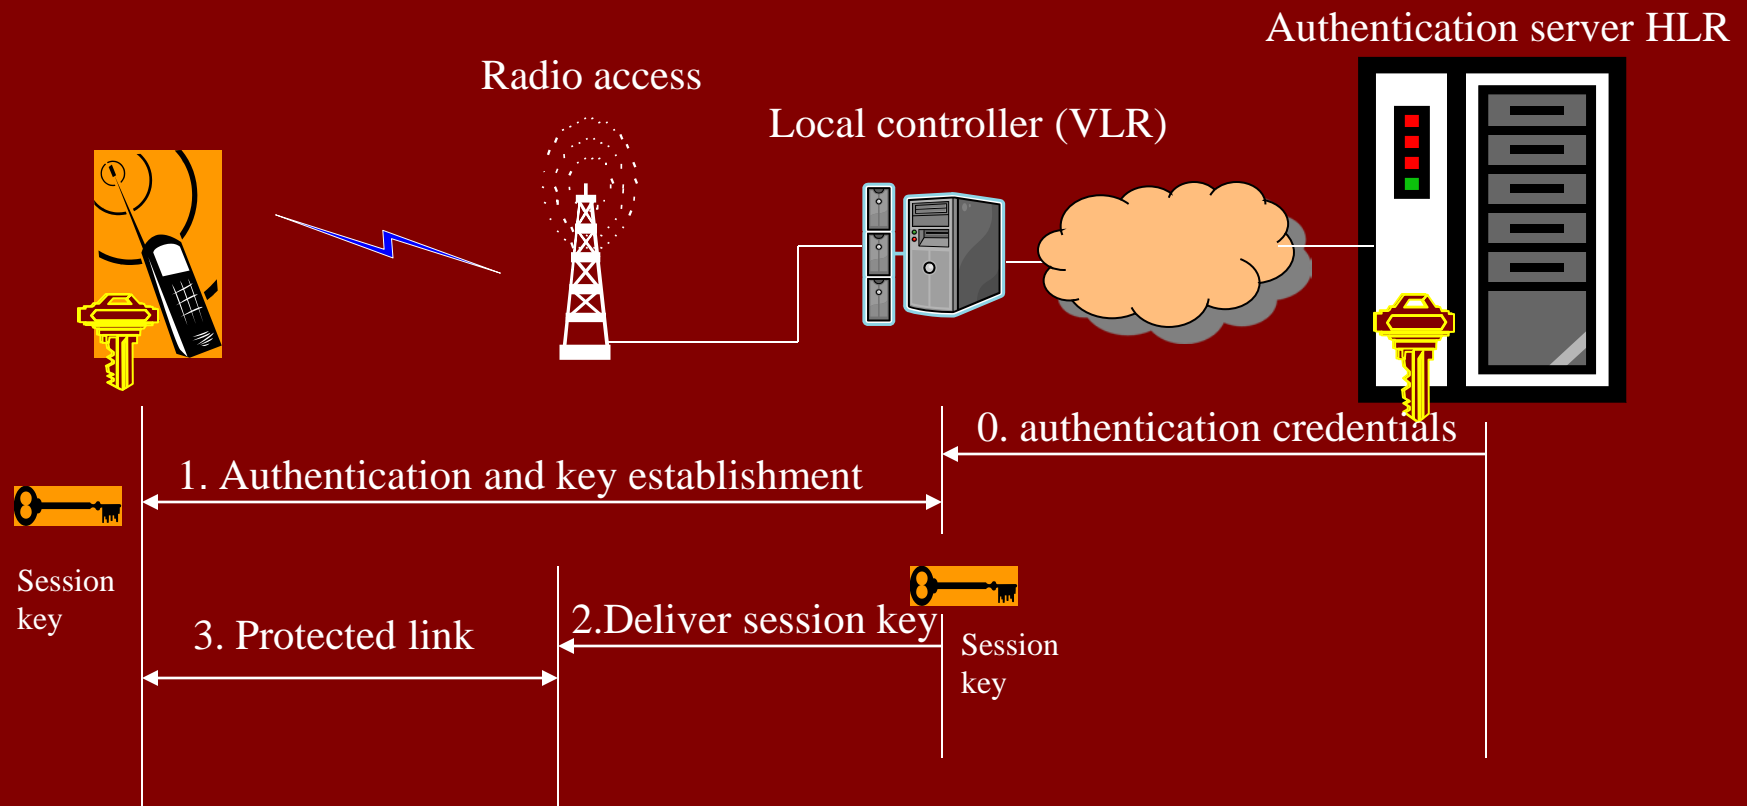 Authentication server HLR
Radio access
Local controller (VLR)
0. authentication credentials
1. Authentication and key establishment
Session
key
2.Deliver session key
3. Protected link
Session
key